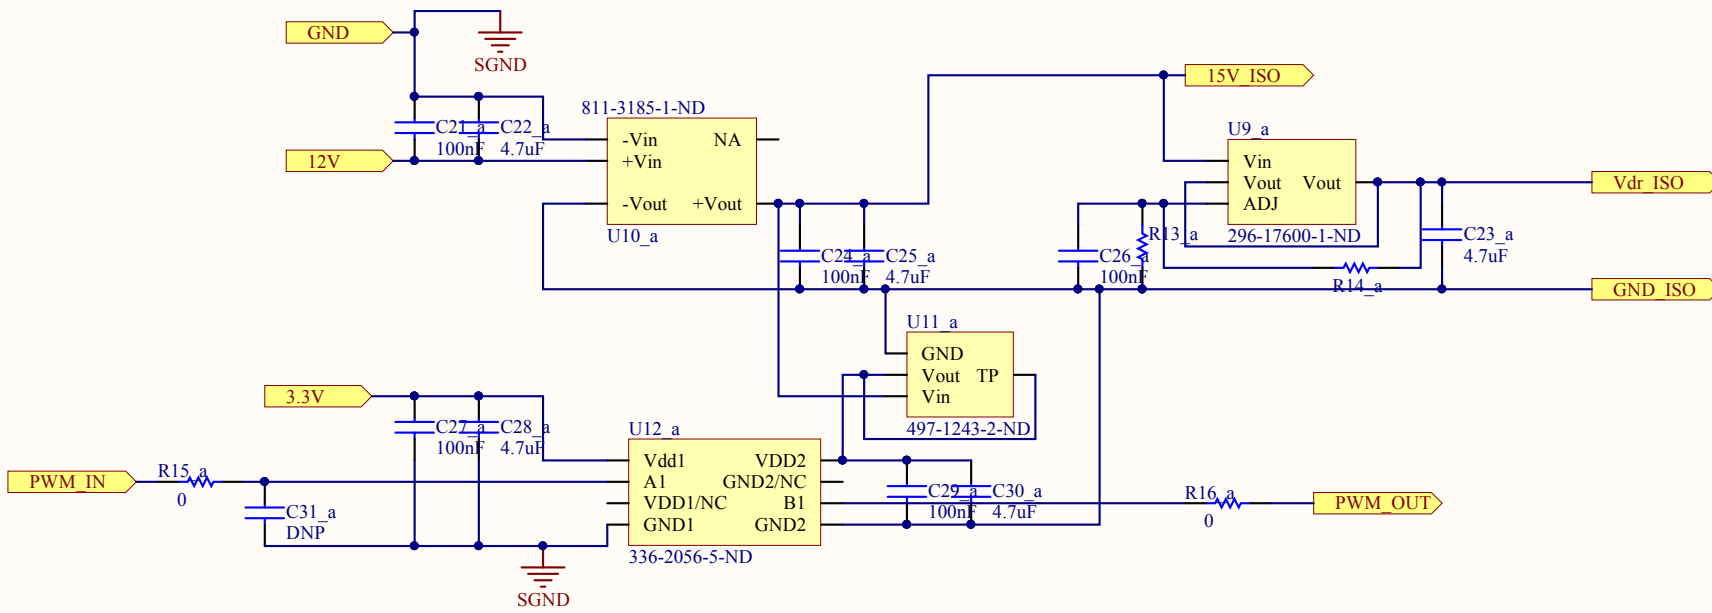 GND
SGND
811-3185-1-ND
15V_ISO
C21_a
C22_a
100nF
4.7uF
12V
-Vin
NA
+Vin
-Vout
+Vout
U10_a
U9_a
Vin
Vout
Vout
ADJ
296-17600-1-ND
Vdr_ISO
R13_a
C23_a
4.7uF
C24_a
C25_a
100nF
4.7uF
C26_a
100nF
R14_a
GND_ISO
U11_a
GND
Vout
TP
Vin
497-1243-2-ND
3.3V
C27_a
C28_a
100nF
4.7uF
U12_a
Vdd1
VDD2
A1
GND2/NC
VDD1/NC
B1
GND1
GND2
336-2056-5-ND
PWM_IN
R15_a
0
C31_a
DNP
C29_a
C30_a
100nF
4.7uF
R16_a
0
PWM_OUT
SGND